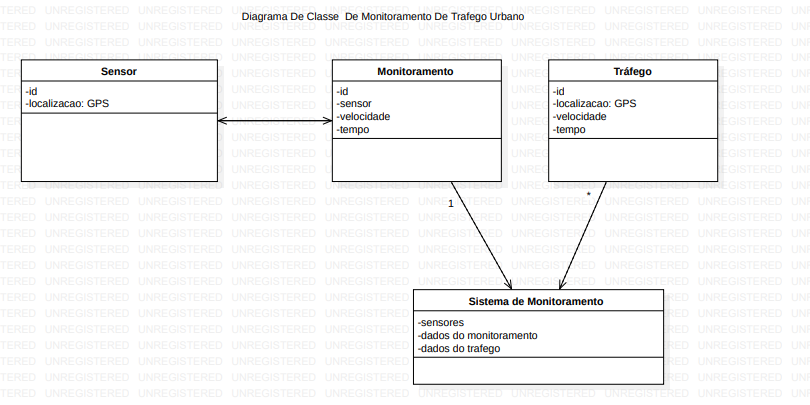 Diagrama De Classe De Monitoramento De Trafego Urbano
Sensor
-id
-localizacao: GPS
Monitoramento
-id
-sensor
-velocidade
-tempo
Tráfego
-id
-localizacao: GPS
-velocidade
-tempo
1
*
Sistema de Monitoramento
-sensores
-dados do monitoramento
-dados do trafego
UNREGISTERED